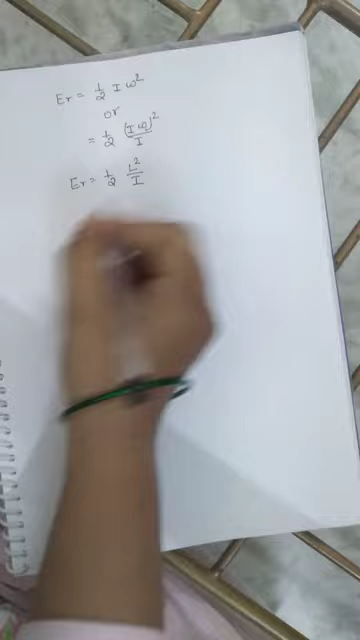 Er = 1/2 I ω²
or
= 1/2 (Iω)²/I
Er = 1/2 L²/I